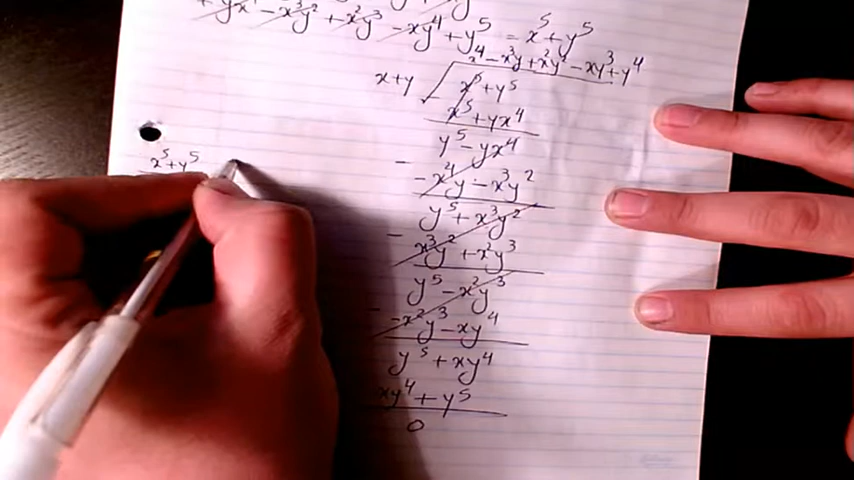 + yx⁴ - x³y² + x²y³ - xy⁴ + y⁵ = x⁵ + y⁵
x⁴ - x³y + x²y² - xy³ + y⁴
x + y
x⁵ + y⁵
x⁵ + yx⁴
y⁵ - yx⁴
- -x⁴y - x³y²
y⁵ + x³y²
- x³y² + x²y³
y⁵ - x²y³
- -x²y³ - xy⁴
y⁵ + xy⁴
xy⁴ + y⁵
0
x⁵ + y⁵